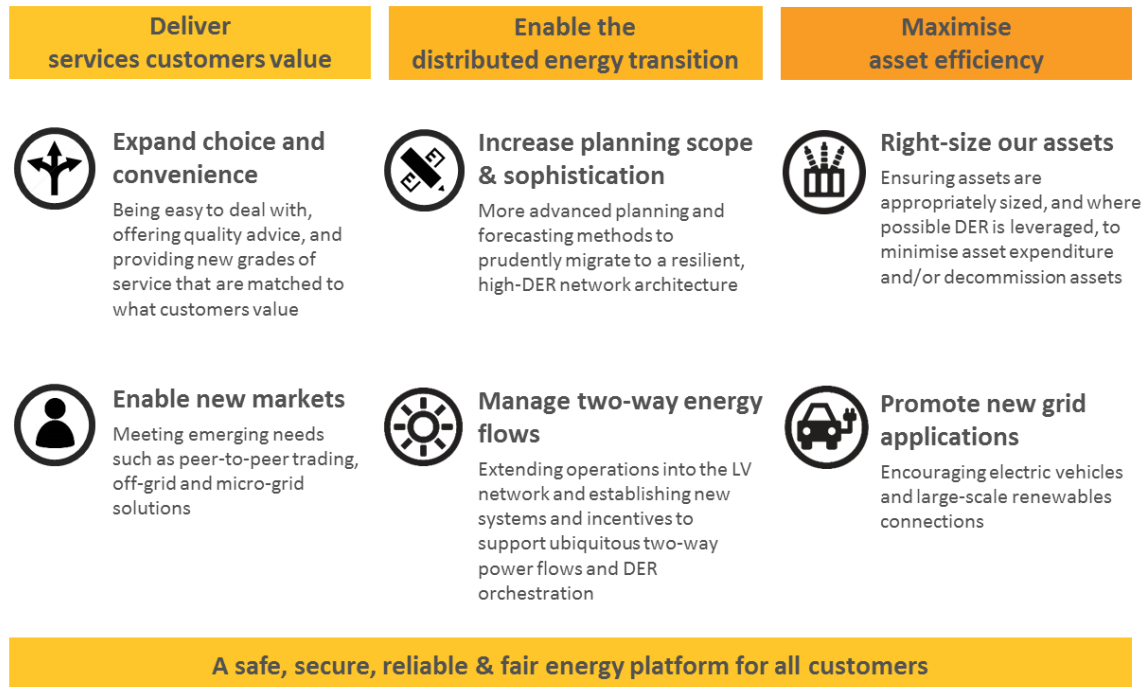 Deliver
services customers value
Enable the
distributed energy transition
Maximise
asset efficiency
Expand choice and
convenience
Being easy to deal with,
offering quality advice, and
providing new grades of
service that are matched to
what customers value
Increase planning scope
& sophistication
More advanced planning and
forecasting methods to
prudently migrate to a resilient,
high-DER network architecture
Right-size our assets
Ensuring assets are
appropriately sized, and where
possible DER is leveraged, to
minimise asset expenditure
and/or decommission assets
Enable new markets
Meeting emerging needs
such as peer-to-peer trading,
off-grid and micro-grid
solutions
Manage two-way energy
flows
Extending operations into the LV
network and establishing new
systems and incentives to
support ubiquitous two-way
power flows and DER
orchestration
Promote new grid
applications
Encouraging electric vehicles
and large-scale renewables
connections
A safe, secure, reliable & fair energy platform for all customers